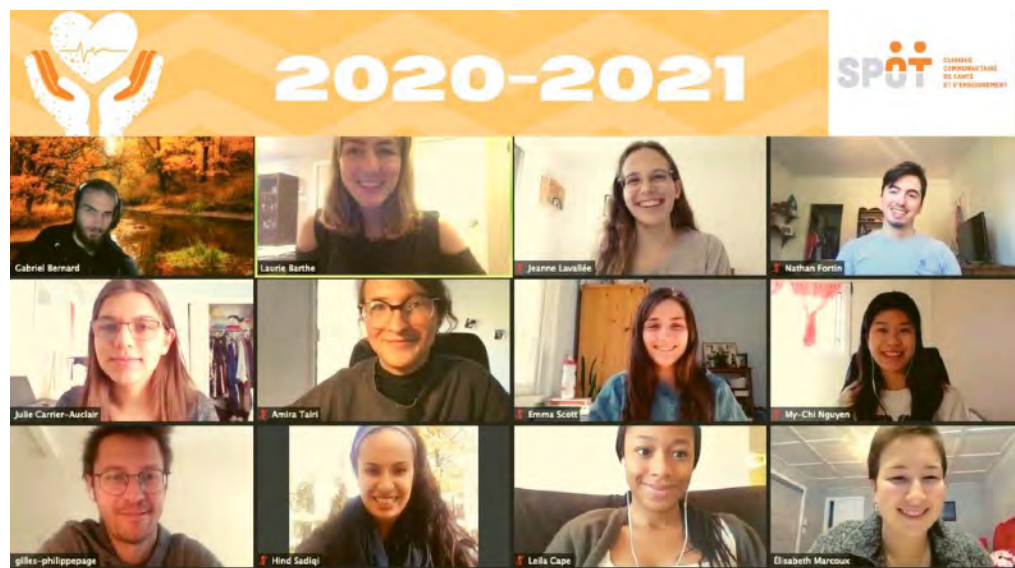 2020-2021
SPOT
CLINIQUE
COMMUNAUTAIRE
DE SANTÉ
ET D'ENSEIGNEMENT
Gabriel Bernard
Laurie Barthe
Jeanne Lavallée
Nathan Fortin
Julie Carrier-Auclair
Amira Tairi
Emma Scott
My-Chi Nguyen
gilles-philippepage
Hind Sadiqi
Leila Cape
Élisabeth Marcoux